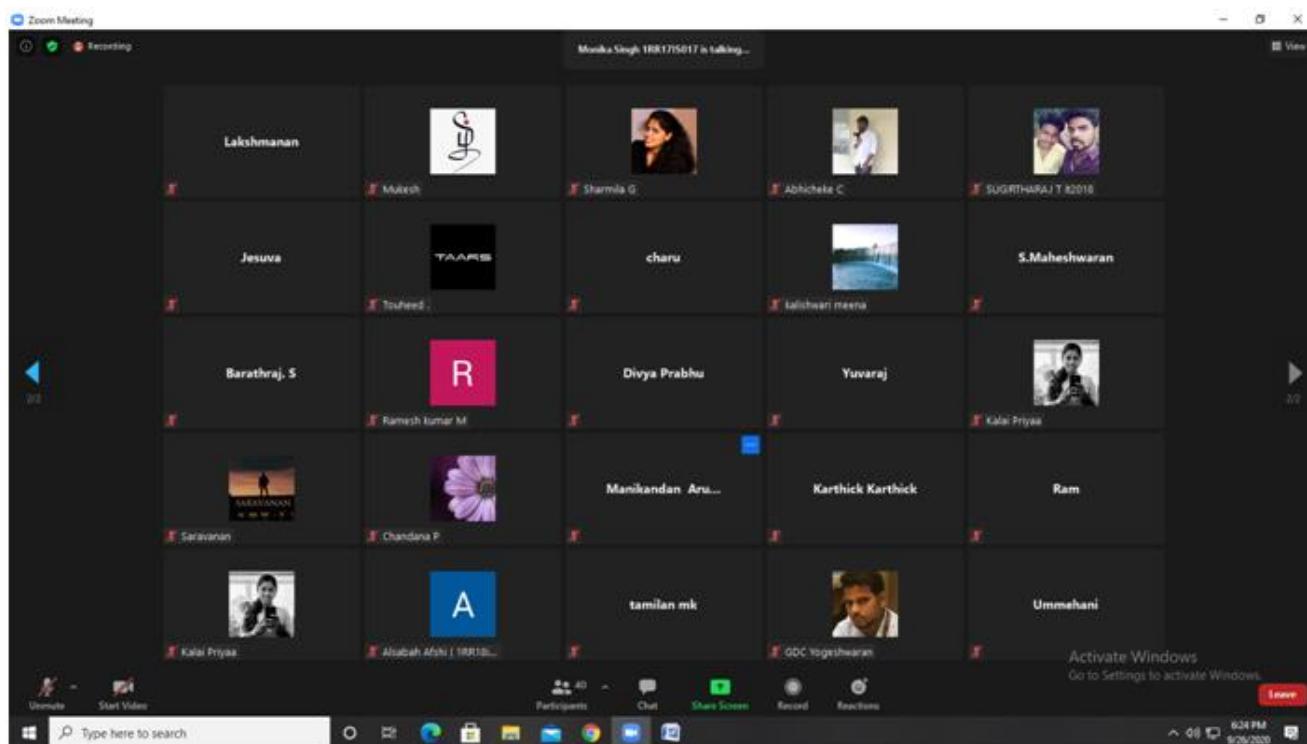 Zoom Meeting
Recording
Monika Singh 1RR17IS017 is talking...
View
Lakshmanan
Mukesh
Sharmila G
Abhicheke C
SUGIRTHARAJ T it2018
Jesuva
TAARS
Touheed .
charu
kalishwari meena
S.Maheshwaran
Barathraj. S
R
Ramesh kumar M
Divya Prabhu
Yuvaraj
Kalai Priyaa
2/2
2/2
SARAVANAN
Saravanan
Chandana P
Manikandan Aru...
Karthick Karthick
Ram
Kalai Priyaa
A
Alsabah Afshi ( 1RR18i...
tamilan mk
GDC Yogeshwaran
Ummehani
Activate Windows
Go to Settings to activate Windows.
Unmute
Start Video
Participants
40
Chat
Share Screen
Record
Reactions
Leave
Type here to search
6:24 PM
9/26/2020